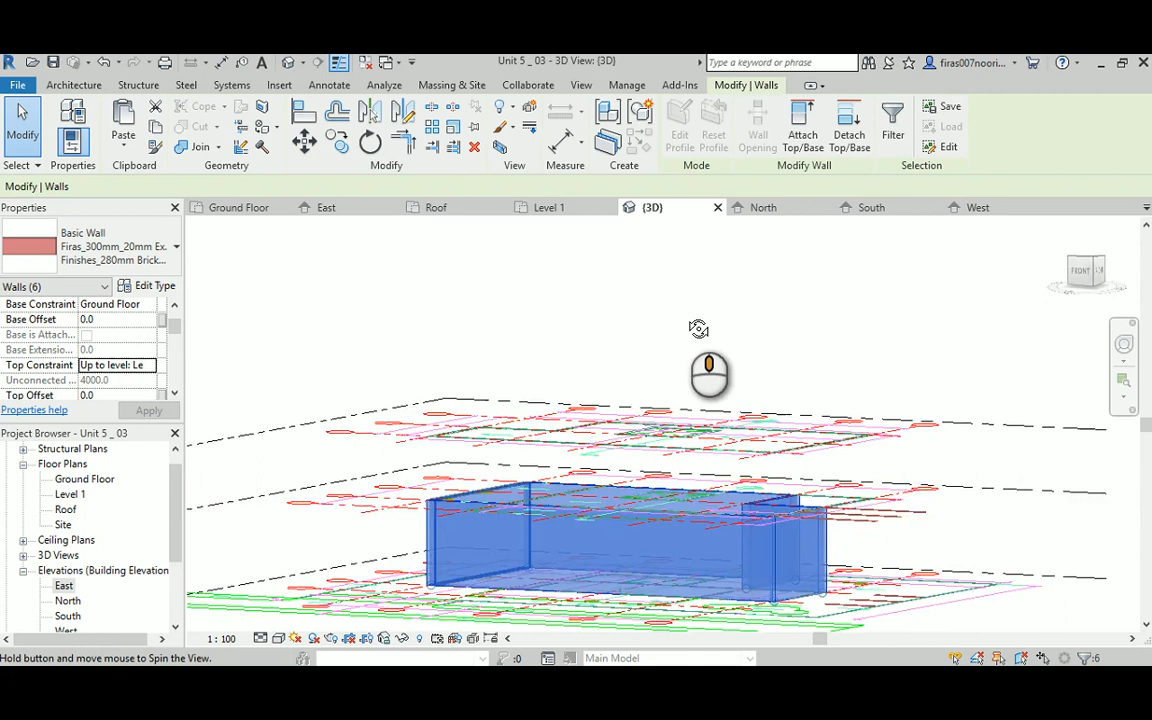 Unit 5 _ 03 - 3D View: {3D}
Type a keyword or phrase
firas007noori...
File Architecture Structure Steel Systems Insert Annotate Analyze Massing & Site Collaborate View Manage Add-Ins Modify | Walls
Modify
Paste
Cope
Cut
Join
Edit Profile
Reset Profile
Wall Opening
Attach Top/Base
Detach Top/Base
Filter
Save
Load
Edit
Select Properties Clipboard Geometry Modify View Measure Create Mode Modify Wall Selection
Modify | Walls
Properties
Ground Floor East Roof Level 1 {3D} North South West
Basic Wall
Firas_300mm_20mm Ex.
Finishes_280mm Brick...
Walls (6)
Edit Type
Base Constraint Ground Floor
Base Offset 0.0
Base is Attach...
Base Extensio... 0.0
Top Constraint Up to level: Le
Unconnected ... 4000.0
Top Offset 0.0
Properties help
Apply
FRONT
Project Browser - Unit 5 _ 03
Structural Plans
Floor Plans
Ground Floor
Level 1
Roof
Site
Ceiling Plans
3D Views
Elevations (Building Elevation
East
North
South
West
1 : 100
Hold button and move mouse to Spin the View.
:0
Main Model
:6